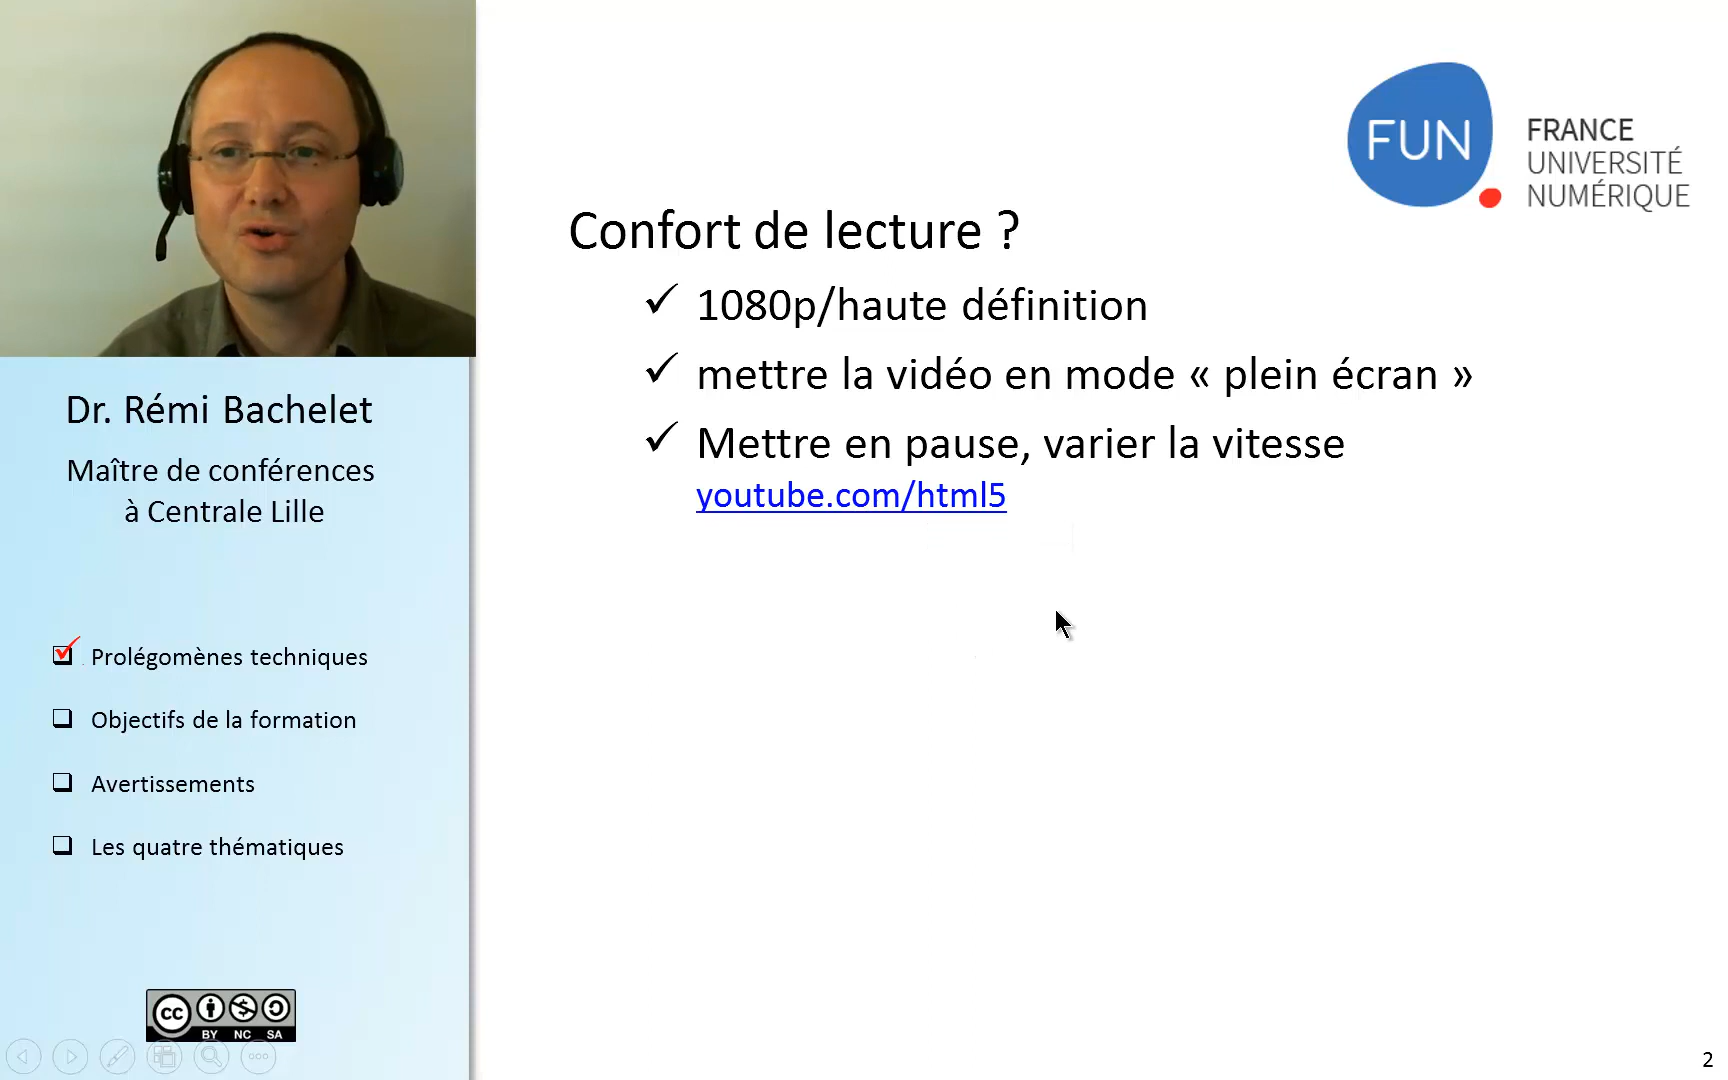 FUN
FRANCE
UNIVERSITÉ
NUMÉRIQUE
Confort de lecture ?
1080p/haute définition
mettre la vidéo en mode « plein écran »
Mettre en pause, varier la vitesse
youtube.com/html5
Dr. Rémi Bachelet
Maître de conférences
à Centrale Lille
Prolégomènes techniques
Objectifs de la formation
Avertissements
Les quatre thématiques
cc
BY NC SA
2